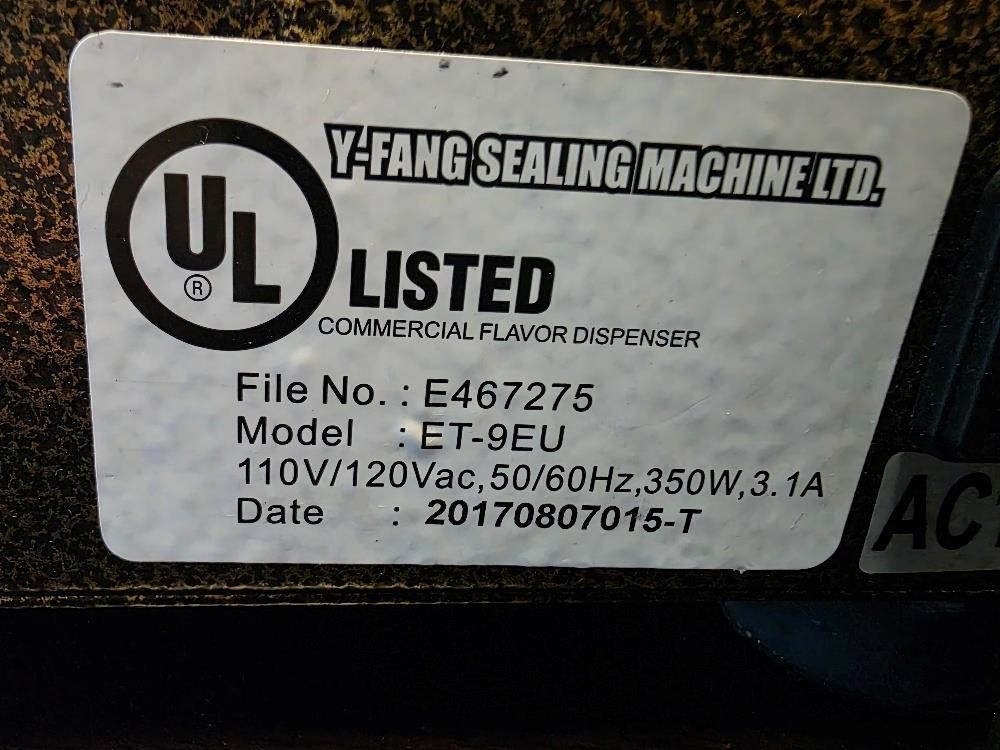 Y-FANG SEALING MACHINE LTD.
UL
®
LISTED
COMMERCIAL FLAVOR DISPENSER
File No. : E467275
Model : ET-9EU
110V/120Vac,50/60Hz,350W,3.1A
Date : 20170807015-T
AC